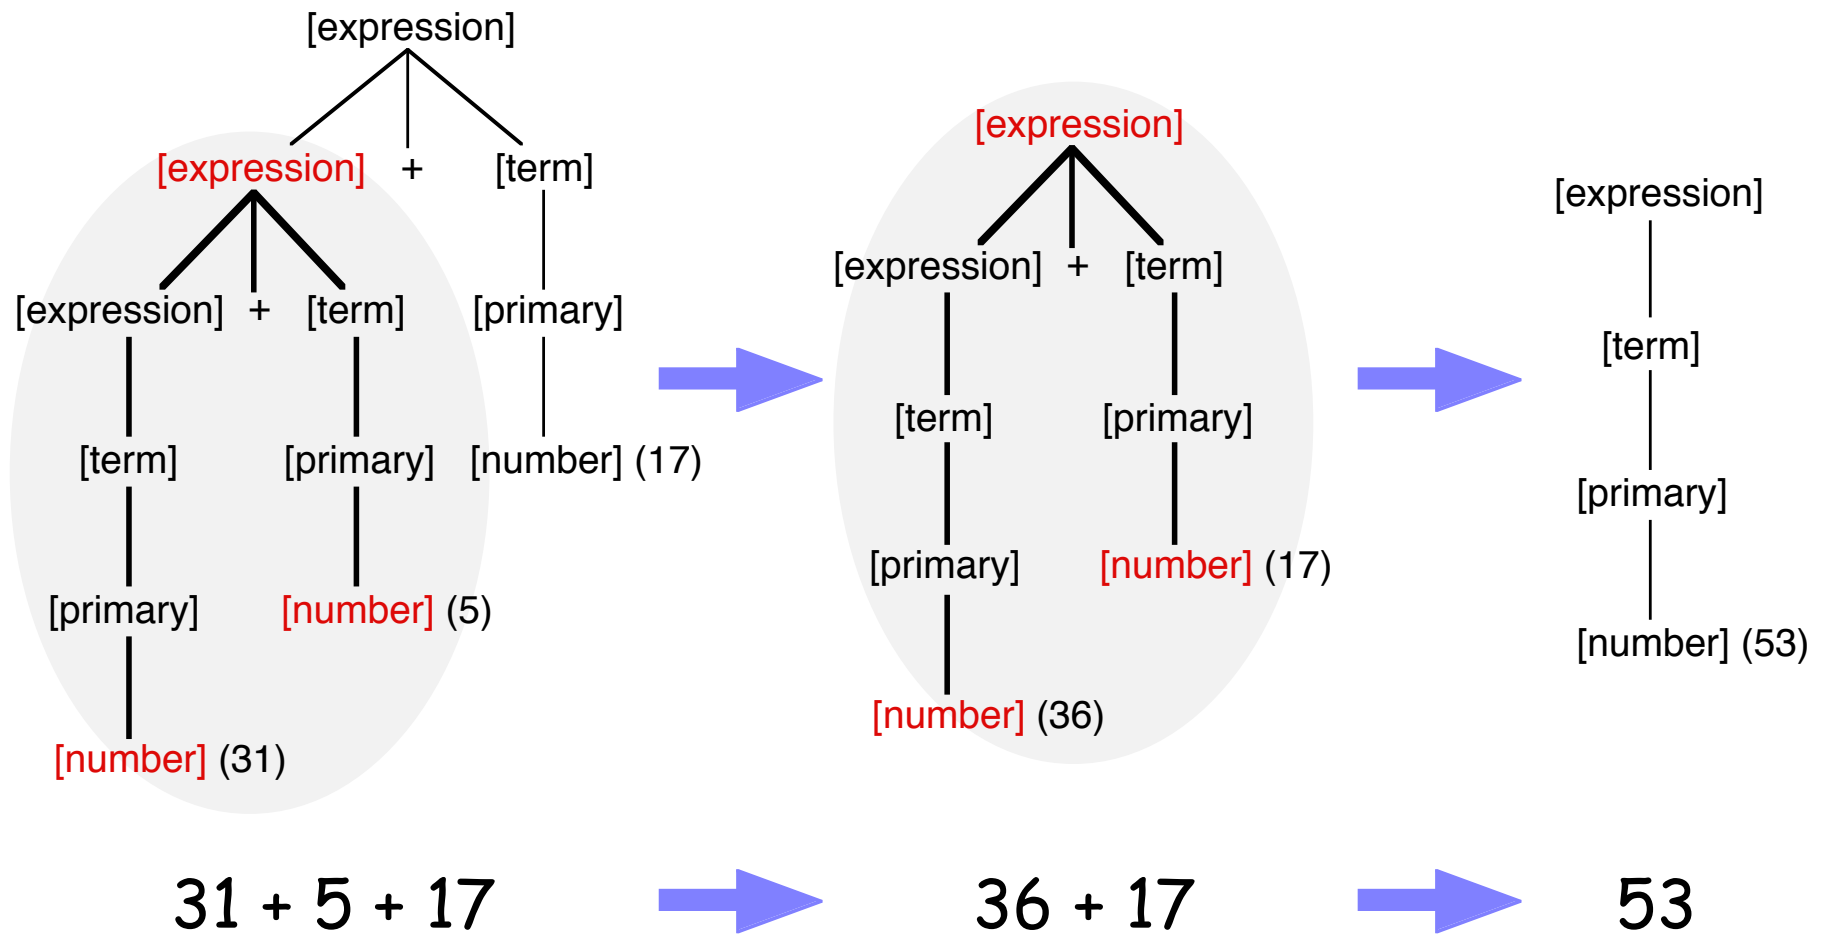 [expression]
[expression] + [term]
[expression] + [term] [primary]
[term] [primary] [number] (17)
[primary] [number] (5)
[number] (31)
[expression]
[expression] + [term]
[term] [primary]
[primary] [number] (17)
[number] (36)
[expression]
[term]
[primary]
[number] (53)
31 + 5 + 17
36 + 17
53